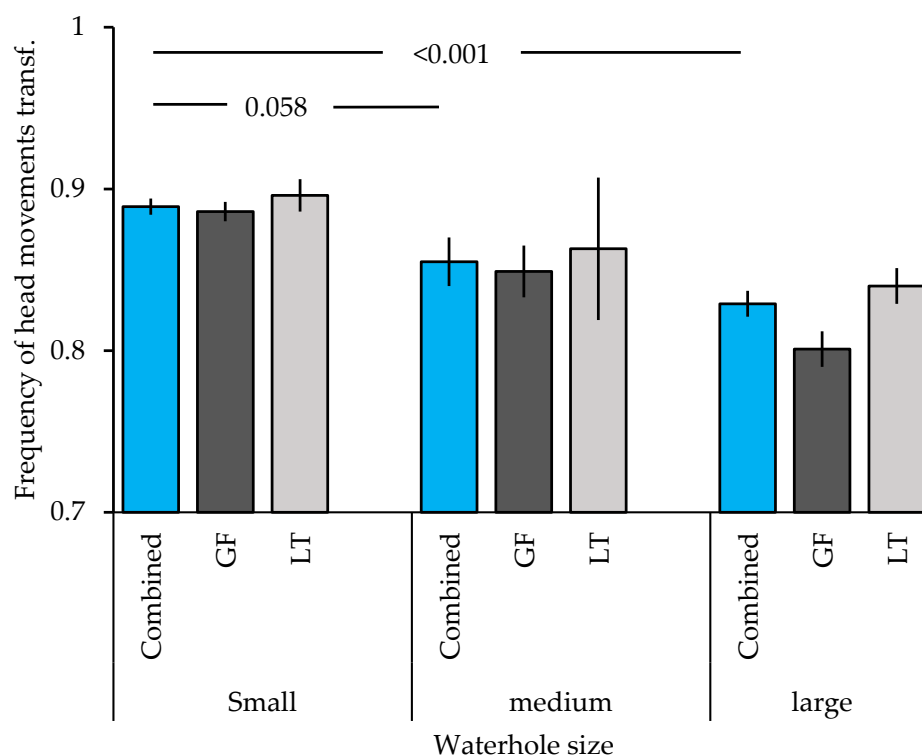 Frequency of head movements transf.
1
0.9
0.8
0.7
<0.001
0.058
Combined
GF
LT
Combined
GF
LT
Combined
GF
LT
Small
medium
large
Waterhole size